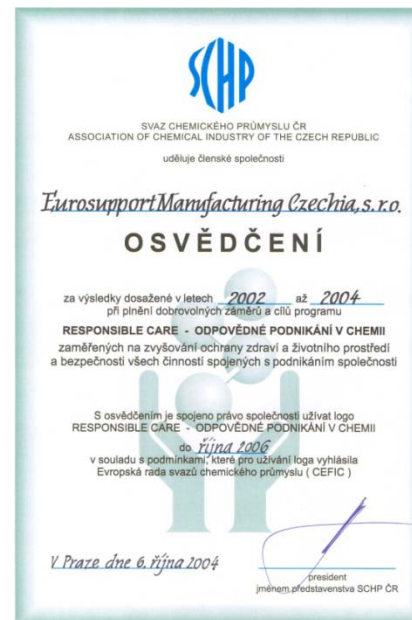 SCHP
SVAZ CHEMICKÉHO PRŮMYSLU ČR
ASSOCIATION OF CHEMICAL INDUSTRY OF THE CZECH REPUBLIC
uděluje členské společnosti
Eurosupport Manufacturing Czechia, s. r.o.
OSVĚDČENÍ
za výsledky dosažené v letech 2002 až 2004
při plnění dobrovolných záměrů a cílů programu
RESPONSIBLE CARE - ODPOVĚDNÉ PODNIKÁNÍ V CHEMII
zaměřených na zvyšování ochrany zdraví a životního prostředí
a bezpečnosti všech činností spojených s podnikáním společnosti
S osvědčením je spojeno právo společnosti užívat logo
RESPONSIBLE CARE - ODPOVĚDNÉ PODNIKÁNÍ V CHEMII
do října 2006
v souladu s podmínkami, které pro užívání loga vyhlásila
Evropská rada svazů chemického průmyslu ( CEFIC )
V Praze dne 6. října 2004
president
jménem představenstva SCHP ČR